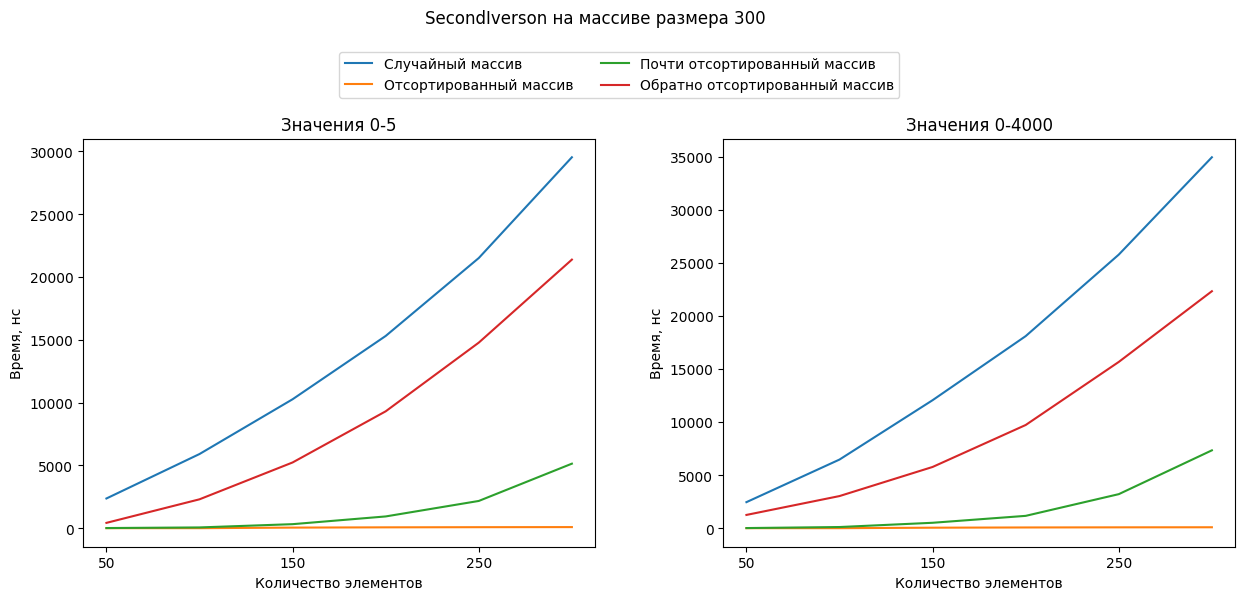 SecondIverson на массиве размера 300
Случайный массив
Отсортированный массив
Почти отсортированный массив
Обратно отсортированный массив
Значения 0-5
30000
25000
20000
15000
10000
5000
0
Время, нс
50
150
250
Количество элементов
Значения 0-4000
35000
30000
25000
20000
15000
10000
5000
0
Время, нс
50
150
250
Количество элементов